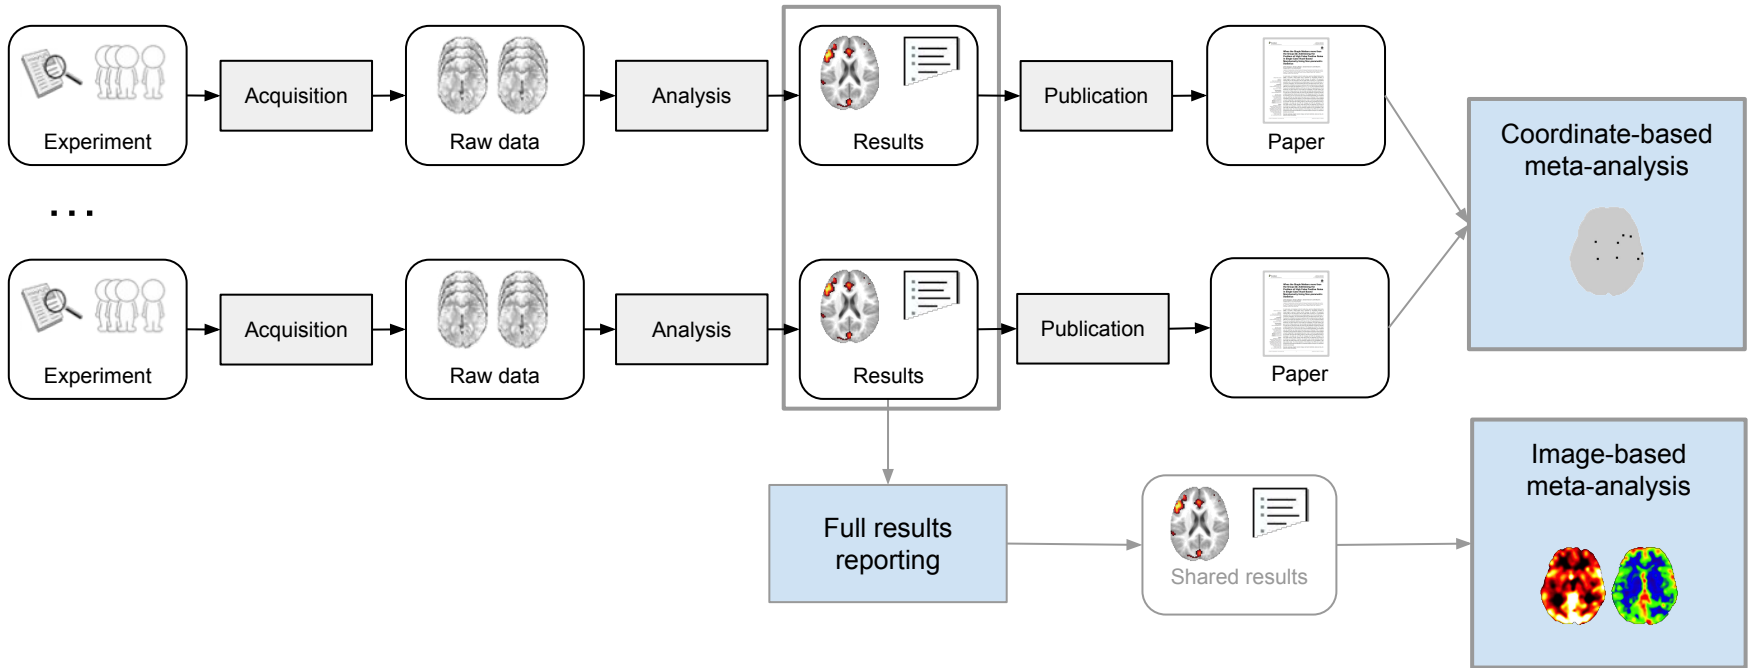 Experiment
Acquisition
Raw data
Analysis
Results
Publication
Paper
Coordinate-based
meta-analysis
...
Experiment
Acquisition
Raw data
Analysis
Results
Publication
Paper
Full results
reporting
Shared results
Image-based
meta-analysis